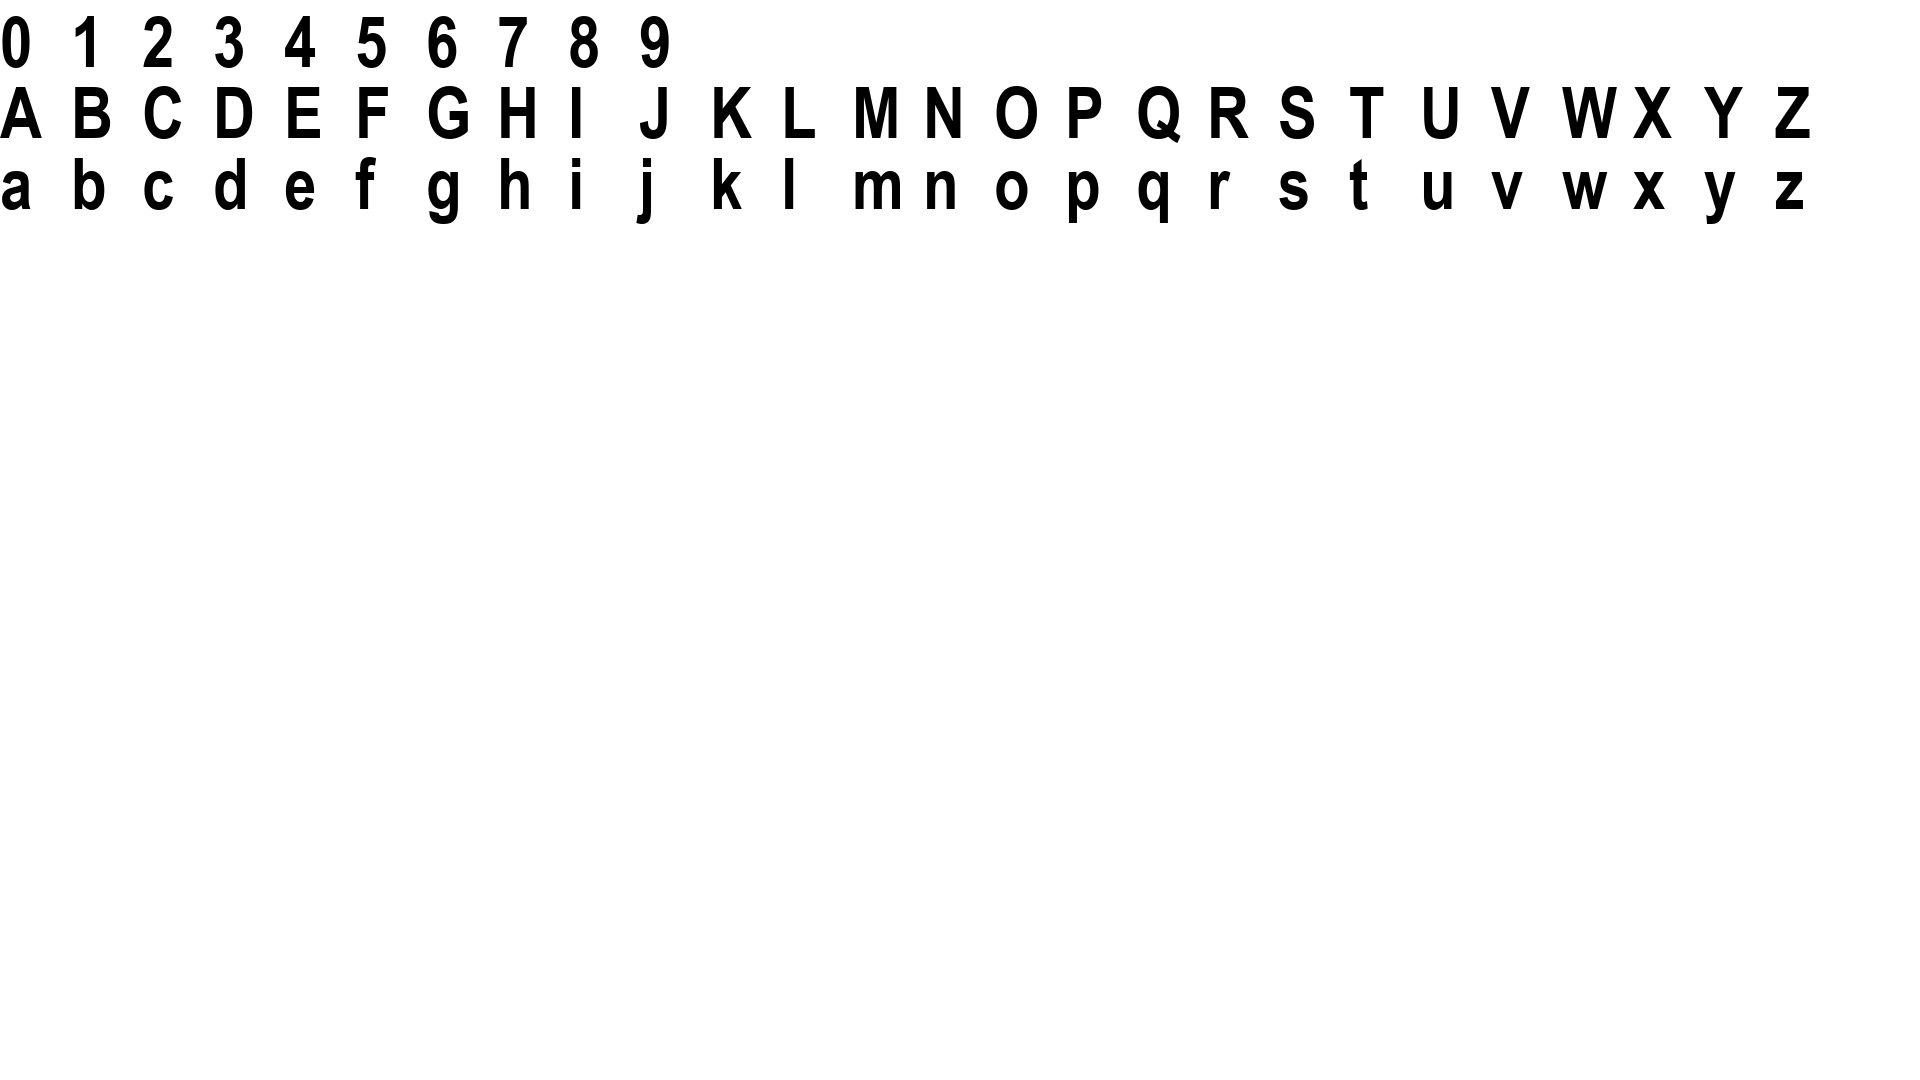 0 1 2 3 4 5 6 7 8 9
A B C D E F G H I J K L M N O P Q R S T U V W X Y Z
a b c d e f g h i j k l m n o p q r s t u v w x y z